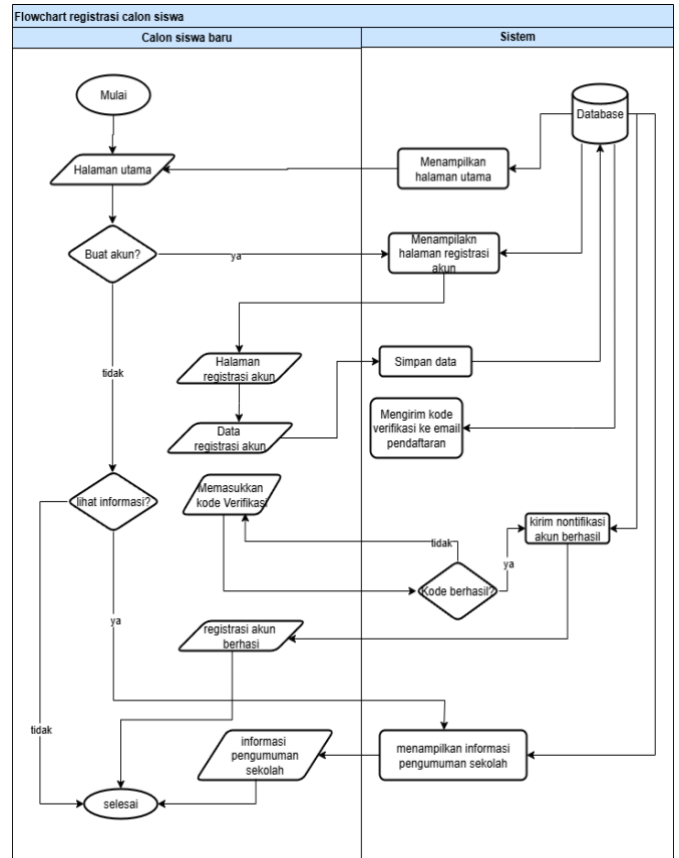 Flowchart registrasi calon siswa
Calon siswa baru
Sistem
Mulai
Database
Halaman utama
Menampilkan
halaman utama
Buat akun?
ya
Menampilakn
halaman registrasi
akun
tidak
Halaman
registrasi akun
Simpan data
Data
registrasi akun
Mengirim kode
verifikasi ke email
pendaftaran
lihat informasi?
Memasukkan
kode Verifikasi
kirim nontifikasi
akun berhasil
tidak
ya
Kode berhasil?
ya
registrasi akun
berhasi
tidak
informasi
pengumuman
sekolah
menampilkan informasi
pengumuman sekolah
selesai